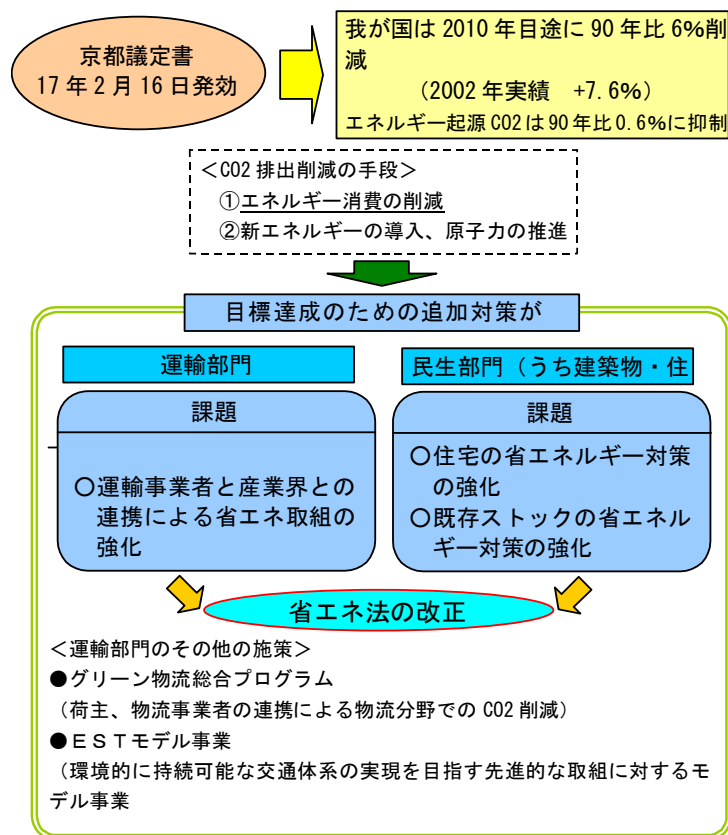 京都議定書
17年2月16日発効
我が国は2010年目途に90年比6%削
減
(2002年実績 +7.6%)
エネルギー起源CO2は90年比0.6%に抑制
<CO2排出削減の手段>
①エネルギー消費の削減
②新エネルギーの導入、原子力の推進
目標達成のための追加対策が
運輸部門
課題
○運輸事業者と産業界との
連携による省エネ取組の
強化
民生部門(うち建築物・住
課題
○住宅の省エネルギー対策
の強化
○既存ストックの省エネル
ギー対策の強化
省エネ法の改正
<運輸部門のその他の施策>
●グリーン物流総合プログラム
(荷主、物流事業者の連携による物流分野でのCO2削減)
●ESTモデル事業
(環境的に持続可能な交通体系の実現を目指す先進的な取組に対するモ
デル事業